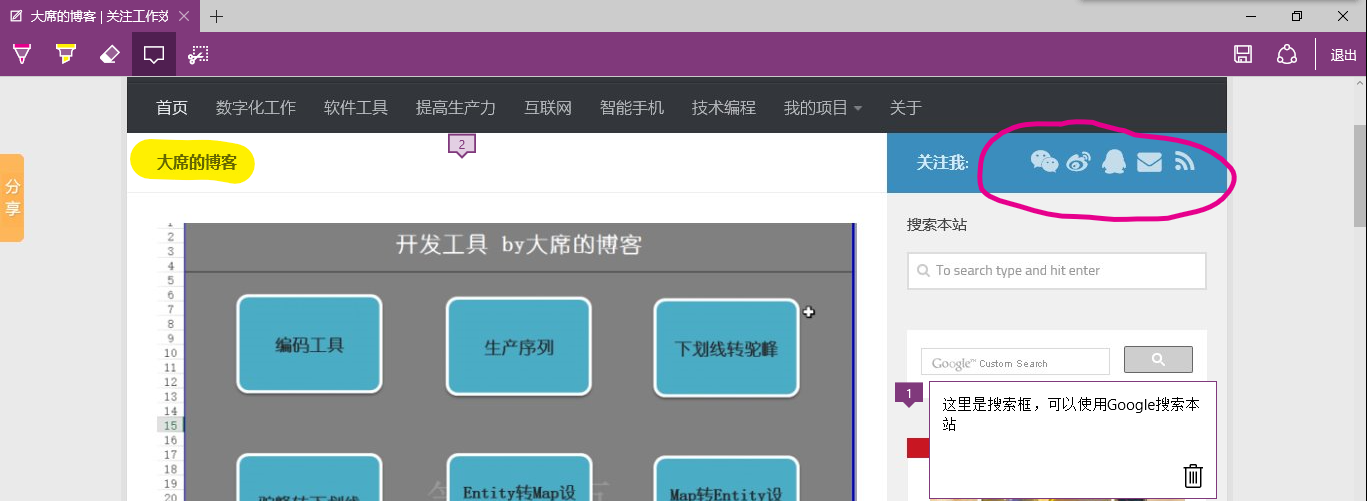 大席的博客 | 关注工作效
退出
首页 数字化工作 软件工具 提高生产力 互联网 智能手机 技术编程 我的项目 关于
2
大席的博客
关注我:
分享
搜索本站
To search type and hit enter
开发工具 by大席的博客
2
3
4
5
6
7
8
9
10
11
12
13
14
15
16
17
18
19
20
编码工具
生产序列
下划线转驼峰
Entity转Map设
Map转Entity设
Google™ Custom Search
1
这里是搜索框，可以使用Google搜索本
站